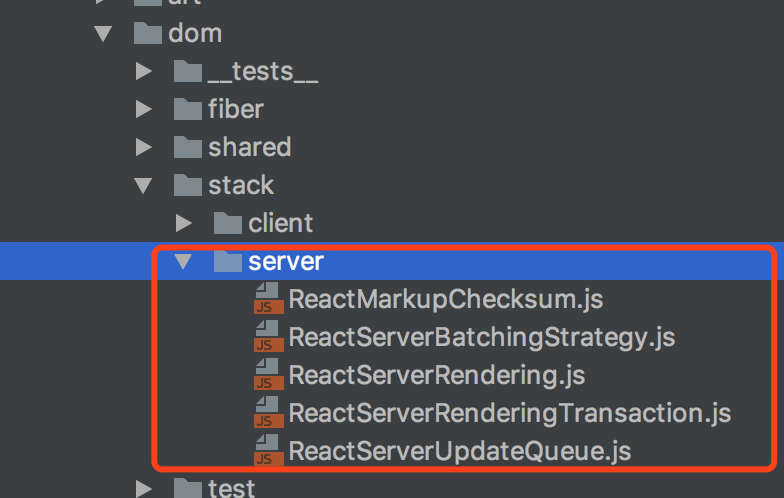 art
dom
__tests__
fiber
shared
stack
client
server
JS ReactMarkupChecksum.js
JS ReactServerBatchingStrategy.js
JS ReactServerRendering.js
JS ReactServerRenderingTransaction.js
JS ReactServerUpdateQueue.js
test